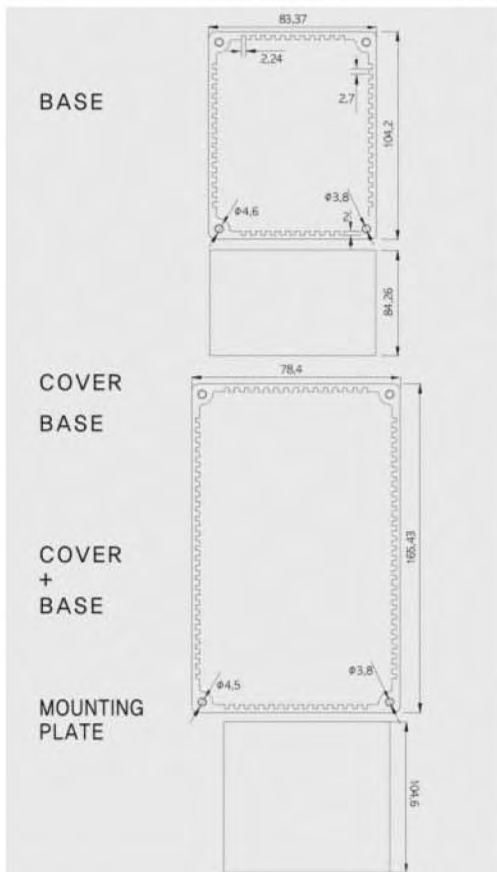 83,37
2,24
BASE
2,7
104,2
φ4,6
φ3,8
2
84,26
COVER
78,4
BASE
165,43
COVER
+
BASE
φ4,5
φ3,8
MOUNTING
PLATE
104,6